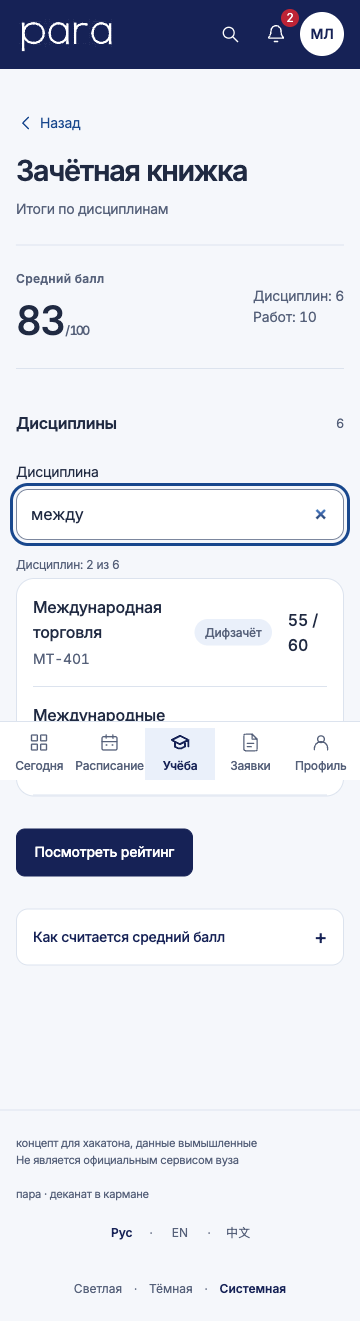 para
2
МЛ
Назад
Зачётная книжка
Итоги по дисциплинам
Средний балл
83/100
Дисциплин: 6
Работ: 10
Дисциплины
6
Дисциплина
между
Дисциплин: 2 из 6
Международная
торговля
МТ-401
Дифзачёт
55 /
60
Международные
Сегодня
Расписание
Учёба
Заявки
Профиль
Посмотреть рейтинг
Как считается средний балл
+
концепт для хакатона, данные вымышленные
Не является официальным сервисом вуза
пара · деканат в кармане
Рус · EN · 中文
Светлая · Тёмная · Системная